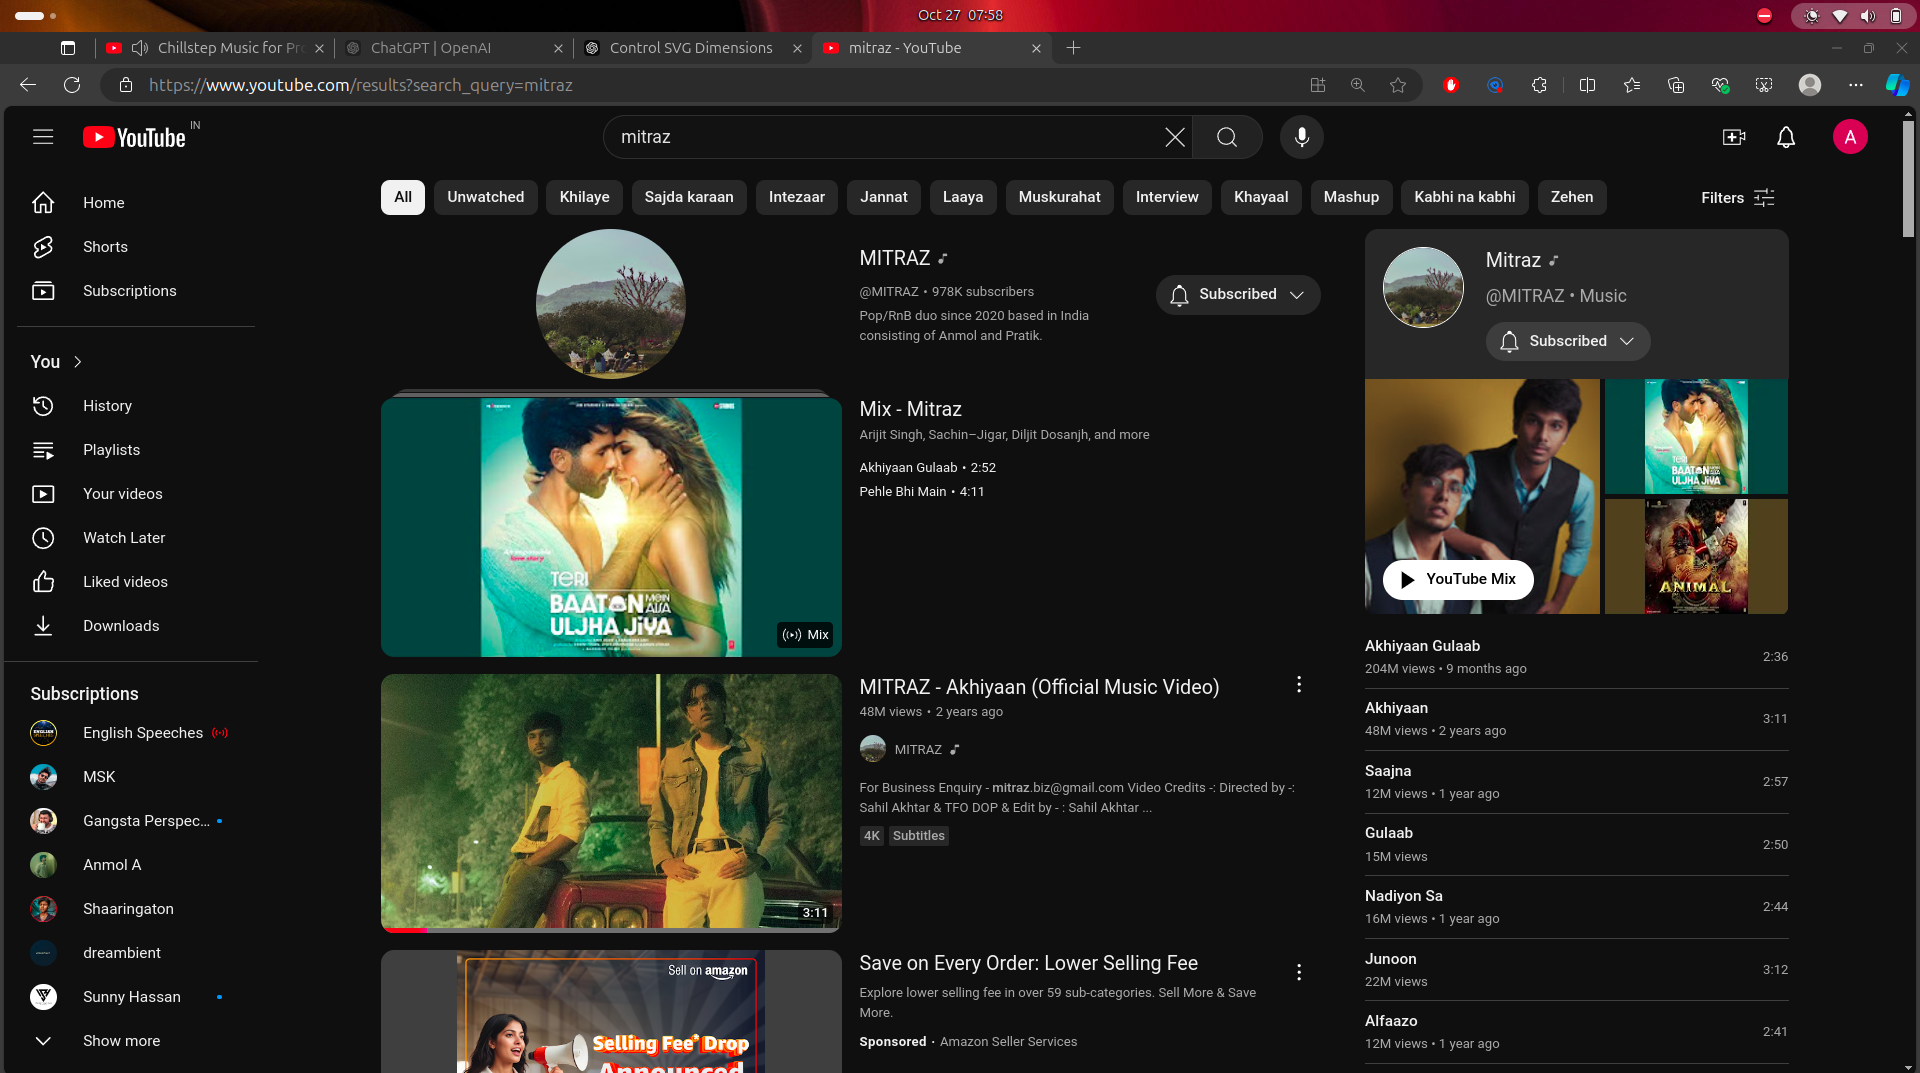 Oct 27 07:58
Chillstep Music for Pro
ChatGPT | OpenAI
Control SVG Dimensions
mitraz - YouTube
https://www.youtube.com/results?search_query=mitraz
YouTube IN
mitraz
A
All
Unwatched
Khilaye
Sajda karaan
Intezaar
Jannat
Laaya
Muskurahat
Interview
Khayaal
Mashup
Kabhi na kabhi
Zehen
Filters
Home
Shorts
Subscriptions
You
History
Playlists
Your videos
Watch Later
Liked videos
Downloads
Subscriptions
English Speeches
MSK
Gangsta Perspec...
Anmol A
Shaaringaton
dreambient
Sunny Hassan
Show more
MITRAZ
@MITRAZ • 978K subscribers
Pop/RnB duo since 2020 based in India
consisting of Anmol and Pratik.
Subscribed
TERI
BAATON MEIN AISA
ULJHA JiYA
Mix
Mix - Mitraz
Arijit Singh, Sachin–Jigar, Diljit Dosanjh, and more
Akhiyaan Gulaab • 2:52
Pehle Bhi Main • 4:11
3:11
MITRAZ - Akhiyaan (Official Music Video)
48M views • 2 years ago
MITRAZ
For Business Enquiry - mitraz.biz@gmail.com Video Credits -: Directed by -:
Sahil Akhtar & TFO DOP & Edit by - : Sahil Akhtar ...
4K
Subtitles
Sell on amazon
Selling Fee* Drop
Announced
Save on Every Order: Lower Selling Fee
Explore lower selling fee in over 59 sub-categories. Sell More & Save
More.
Sponsored · Amazon Seller Services
Mitraz
@MITRAZ • Music
Subscribed
YouTube Mix
TERI
BAATON MEIN AISA
ULJHA JIYA
ANIMAL
Akhiyaan Gulaab
204M views • 9 months ago
2:36
Akhiyaan
48M views • 2 years ago
3:11
Saajna
12M views • 1 year ago
2:57
Gulaab
15M views
2:50
Nadiyon Sa
16M views • 1 year ago
2:44
Junoon
22M views
3:12
Alfaazo
12M views • 1 year ago
2:41